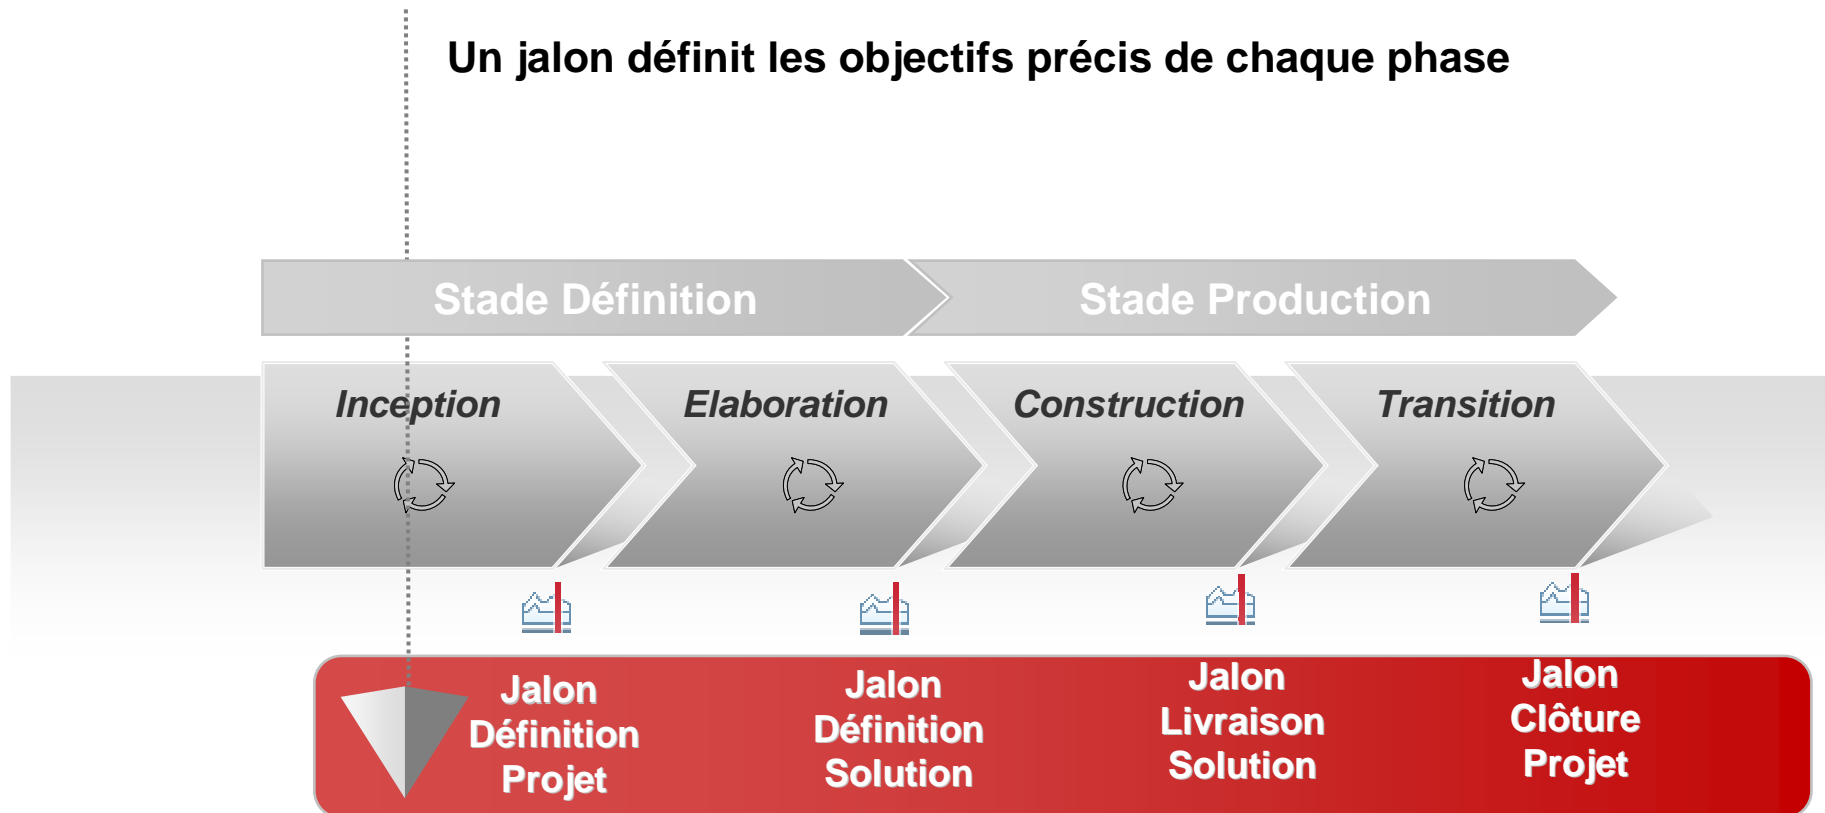 Un jalon définit les objectifs précis de chaque phase
Stade Définition
Stade Production
Inception
Elaboration
Construction
Transition
Jalon
Définition
Projet
Jalon
Définition
Solution
Jalon
Livraison
Solution
Jalon
Clôture
Projet